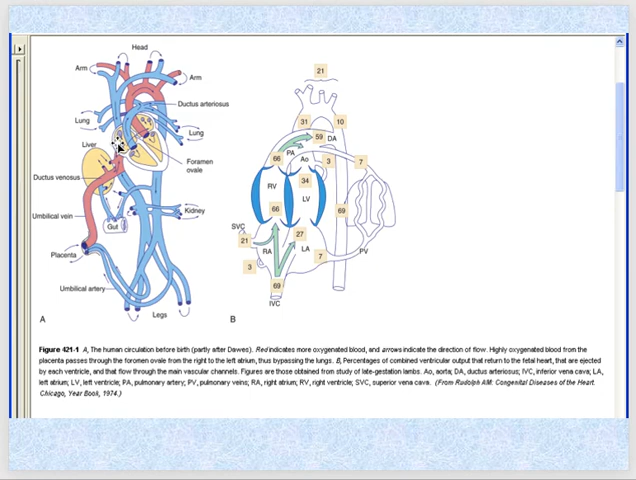 Head
Arm
Arm
Ductus arteriosus
Lung
Lung
Liver
Foramen
ovale
Ductus venosus
Umbilical vein
Kidney
Gut
Placenta
Umbilical artery
Legs
A
21
31
10
59
DA
PA
Ao
66
3
7
34
RV
LV
66
69
SVC
27
21
RA
LA
7
PV
3
69
IVC
B
Figure 421-1 A, The human circulation before birth (partly after Dawes). Red indicates more oxygenated blood, and arrows indicate the direction of flow. Highly oxygenated blood from the
placenta passes through the foromen ovale from the right to the left atrium, thus bypassing the lungs. B, Percentages of combined ventricular output that return to the fetal heart, that are ejected
by each ventricle, and that flow through the main vascular channels. Figures are those obtained from study of late-gestation lambs. Ao, aorta; DA, ductus arteriosus; IVC, inferior vena cava; LA,
left atrium; LV, left ventricle; PA, pulmonary artery; PV, pulmonary veins; RA, right atrium; RV, right ventricle; SVC, superior vena cava. (From Rudolph AM: Congenital Diseases of the Heart.
Chicago, Year Book, 1974.)